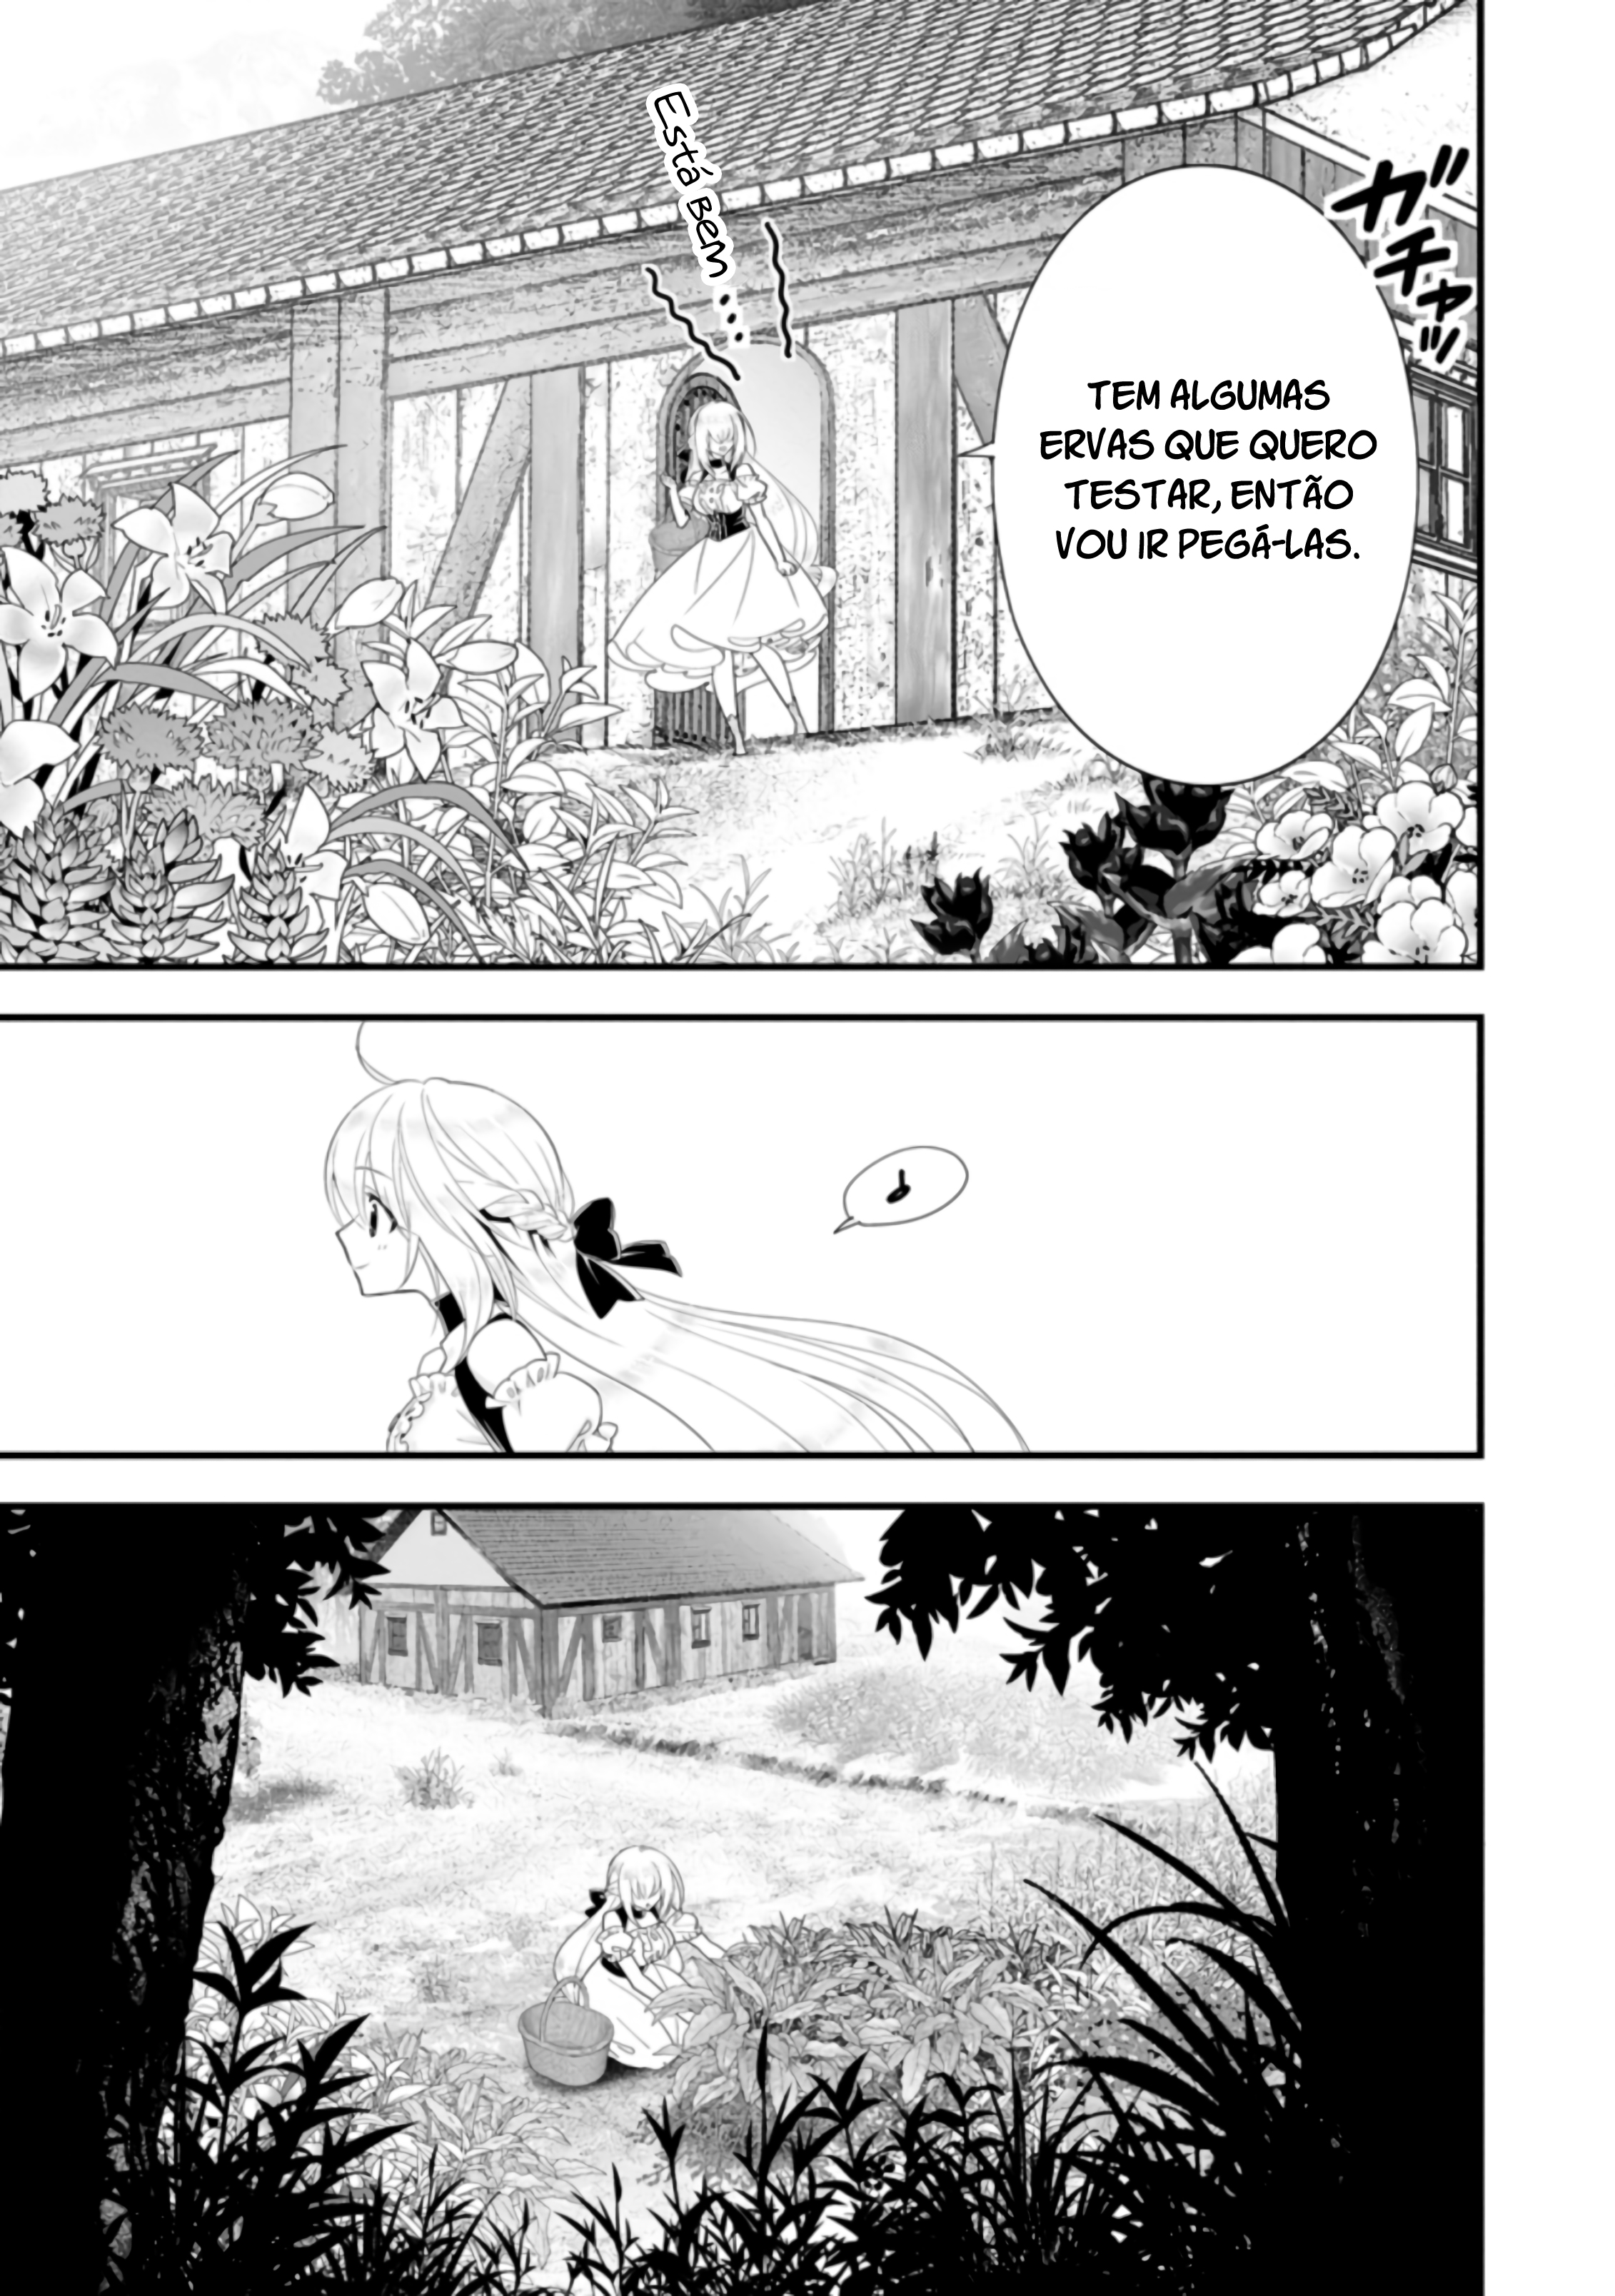 ガチャッ
TEM ALGUMAS
ERVAS QUE QUERO
TESTAR, ENTÃO
VOU IR PEGÁ-LAS.
Está bem...
♩